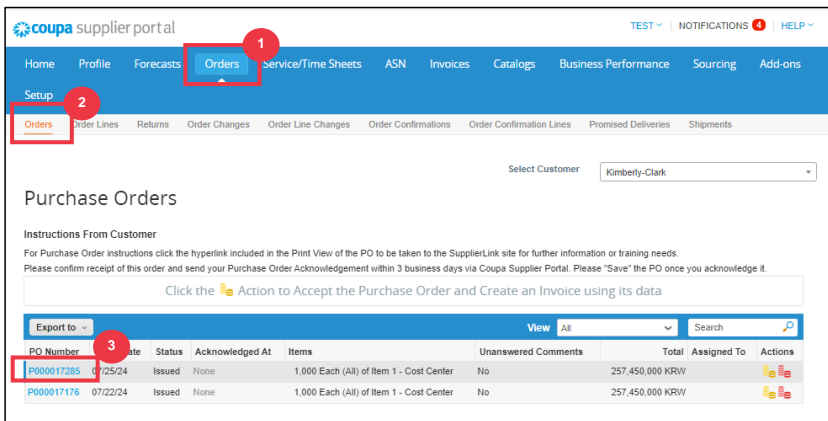 coupa supplier portal TEST NOTIFICATIONS 4 HELP
1
Home Profile Forecasts Orders Service/Time Sheets ASN Invoices Catalogs Business Performance Sourcing Add-ons
Setup
2
Orders Order Lines Returns Order Changes Order Line Changes Order Confirmations Order Confirmation Lines Promised Deliveries Shipments
Select Customer Kimberly-Clark
Purchase Orders
Instructions From Customer
For Purchase Order instructions click the hyperlink included in the Print View of the PO to be taken to the SupplierLink site for further information or training needs.
Please confirm receipt of this order and send your Purchase Order Acknowledgement within 3 business days via Coupa Supplier Portal. Please "Save" the PO once you acknowledge it.
Click the Action to Accept the Purchase Order and Create an Invoice using its data
Export to View All Search
3
PO Number ate Status Acknowledged At Items Unanswered Comments Total Assigned To Actions
P000017285 07/25/24 Issued None 1,000 Each (All) of Item 1 - Cost Center No 257,450,000 KRW
P000017176 07/22/24 Issued None 1,000 Each (All) of Item 1 - Cost Center No 257,450,000 KRW